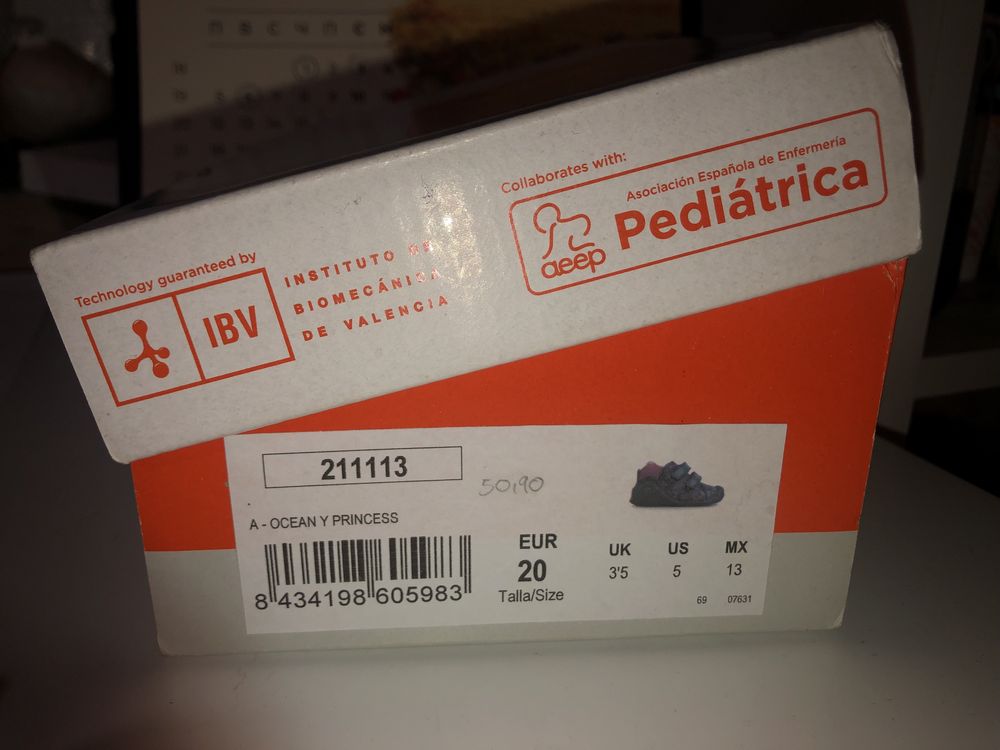 П В С Ч П С Н
Collaborates with:
Asociación Española de Enfermería
Pediátrica
aeep
Technology guaranteed by
IBV
INSTITUTO DE
BIOMECÁNICA
DE VALENCIA
211113
50,90
A - OCEAN Y PRINCESS
8 434198 605983
EUR
20
Talla/Size
UK
3'5
US
5
MX
13
69 07631